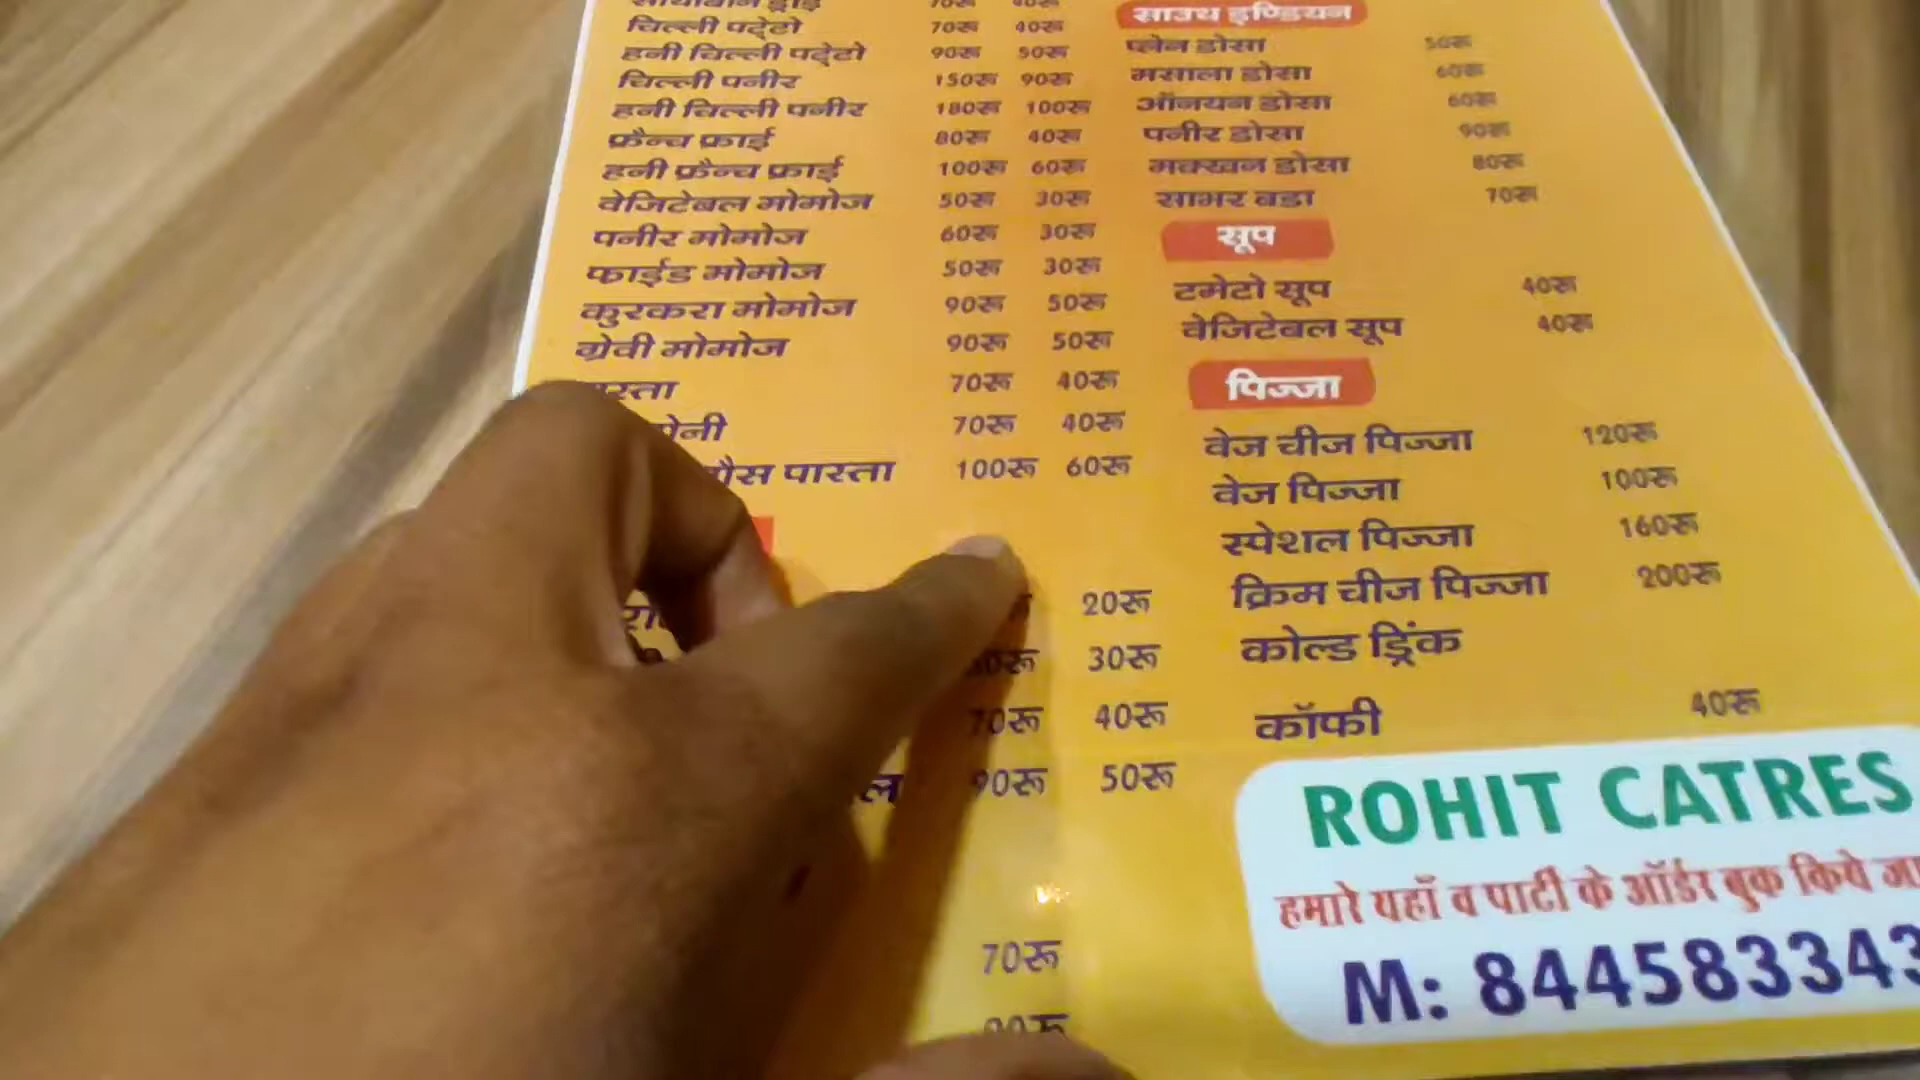 चिल्ली पटेटो 70रू 40रू
हनी चिल्ली पटेटो 90रू 50रू
चिल्ली पनीर 150रू 90रू
हनी चिल्ली पनीर 180रू 100रू
फ्रैन्च फ्राई 80रू 40रू
हनी फ्रैन्च फ्राई 100रू 60रू
वेजिटेबल मोमोज 50रू 30रू
पनीर मोमोज 60रू 30रू
फाईड मोमोज 50रू 30रू
कुरकरा मोमोज 90रू 50रू
ग्रेवी मोमोज 90रू 50रू
70रू 40रू
70रू 40रू
पास्ता 100रू 60रू
20रू
30रू
70रू 40रू
90रू 50रू
70रू
साउथ इण्डियन
प्लेन डोसा 50रू
मसाला डोसा 60रू
ऑनयन डोसा 60रू
पनीर डोसा 90रू
मक्खन डोसा 80रू
साभर बडा 70रू
सूप
टमेटो सूप 40रू
वेजिटेबल सूप 40रू
पिज्जा
वेज चीज पिज्जा 120रू
वेज पिज्जा 100रू
स्पेशल पिज्जा 160रू
क्रिम चीज पिज्जा 200रू
कोल्ड ड्रिंक
कॉफी 40रू
ROHIT CATRES
हमारे यहाँ व पार्टी के ऑर्डर बुक किये
M: 844583343